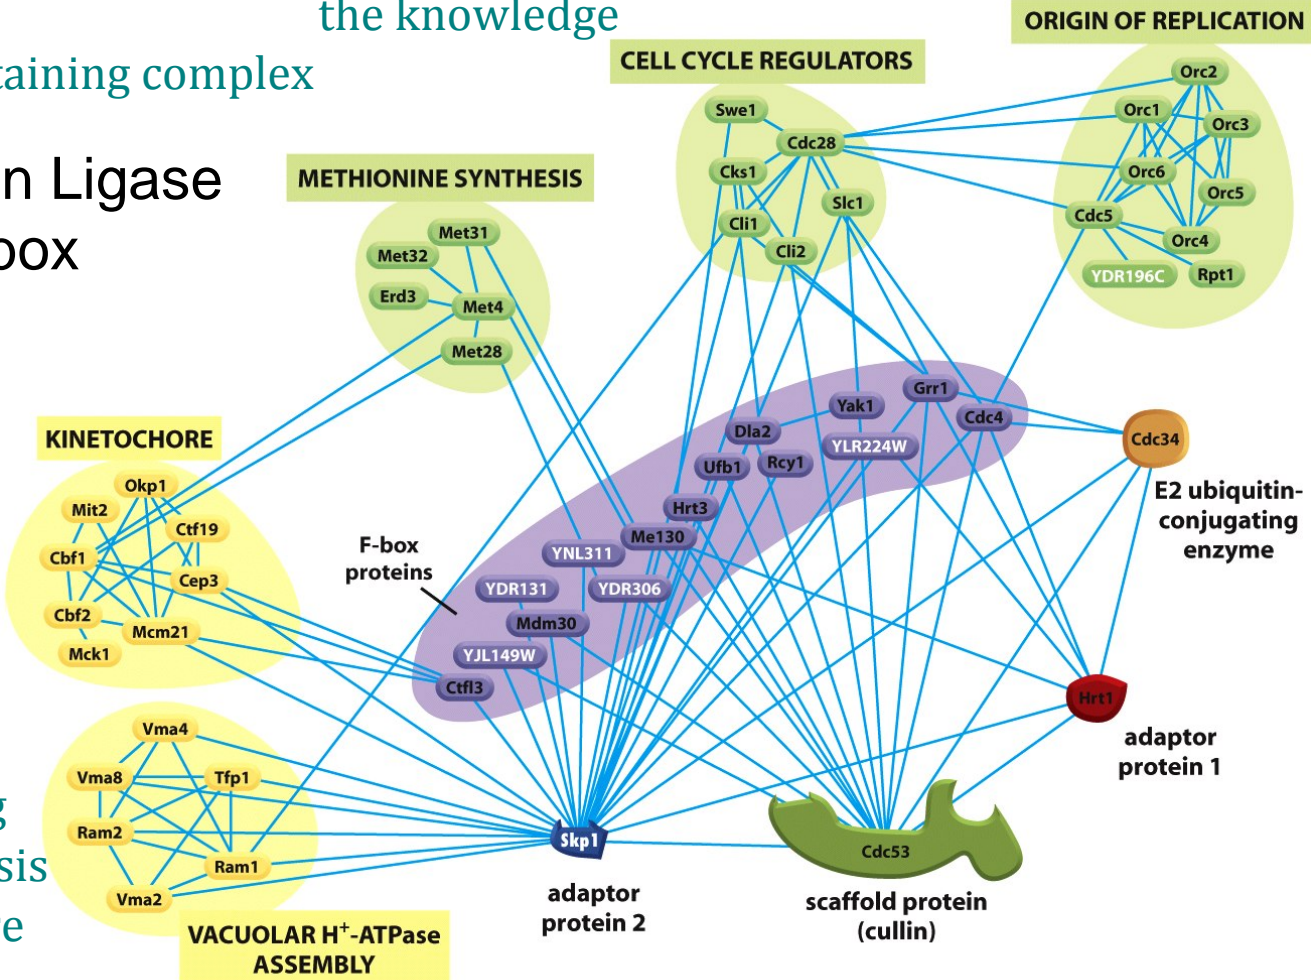 the knowledge
taining complex
n Ligase
box
ORIGIN OF REPLICATION
CELL CYCLE REGULATORS
METHIONINE SYNTHESIS
Orc2
Orc1
Orc3
Orc6
Orc5
Cdc5
Orc4
YDR196C
Rpt1
Swe1
Cdc28
Cks1
Slc1
Cli1
Cli2
Met31
Met32
Erd3
Met4
Met28
KINETOCHORE
Okp1
Mit2
Ctf19
Cbf1
Cep3
Cbf2
Mcm21
Mck1
F-box
proteins
Grr1
Yak1
Cdc4
Dla2
YLR224W
Ufb1
Rcy1
Hrt3
Me130
YNL311
YDR131
YDR306
Mdm30
YJL149W
Ctfl3
Cdc34
E2 ubiquitin-
conjugating
enzyme
Hrt1
adaptor
protein 1
Vma4
Vma8
Tfp1
Ram2
Ram1
Vma2
VACUOLAR H⁺-ATPase
ASSEMBLY
Skp1
adaptor
protein 2
Cdc53
scaffold protein
(cullin)
g
sis
e